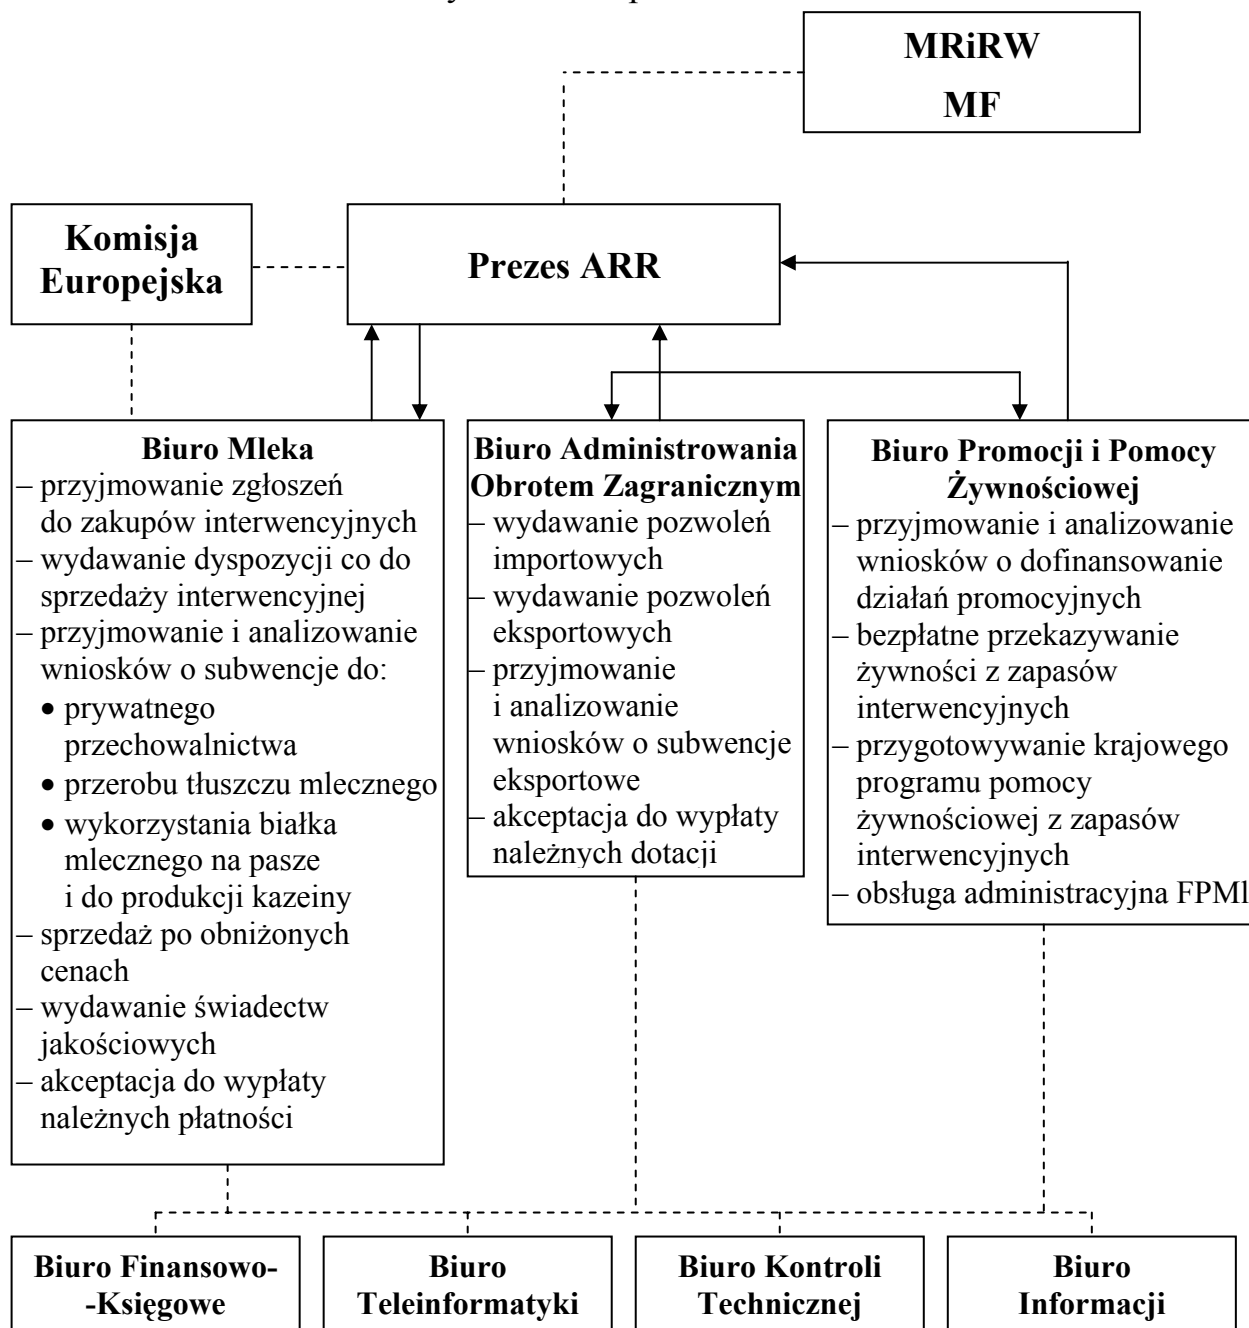 MRiRW
MF
Komisja
Europejska
Prezes ARR
Biuro Mleka
– przyjmowanie zgłoszeń
do zakupów interwencyjnych
– wydawanie dyspozycji co do
sprzedaży interwencyjnej
– przyjmowanie i analizowanie
wniosków o subwencje do:
• prywatnego
przechowalnictwa
• przerobu tłuszczu mlecznego
• wykorzystania białka
mlecznego na pasze
i do produkcji kazeiny
– sprzedaż po obniżonych
cenach
– wydawanie świadectw
jakościowych
– akceptacja do wypłaty
należnych płatności
Biuro Administrowania
Obrotem Zagranicznym
– wydawanie pozwoleń
importowych
– wydawanie pozwoleń
eksportowych
– przyjmowanie
i analizowanie
wniosków o subwencje
eksportowe
– akceptacja do wypłaty
należnych dotacji
Biuro Promocji i Pomocy
Żywnościowej
– przyjmowanie i analizowanie
wniosków o dofinansowanie
działań promocyjnych
– bezpłatne przekazywanie
żywności z zapasów
interwencyjnych
– przygotowywanie krajowego
programu pomocy
żywnościowej z zapasów
interwencyjnych
– obsługa administracyjna FPMl
Biuro Finansowo-
-Księgowe
Biuro
Teleinformatyki
Biuro Kontroli
Technicznej
Biuro
Informacji